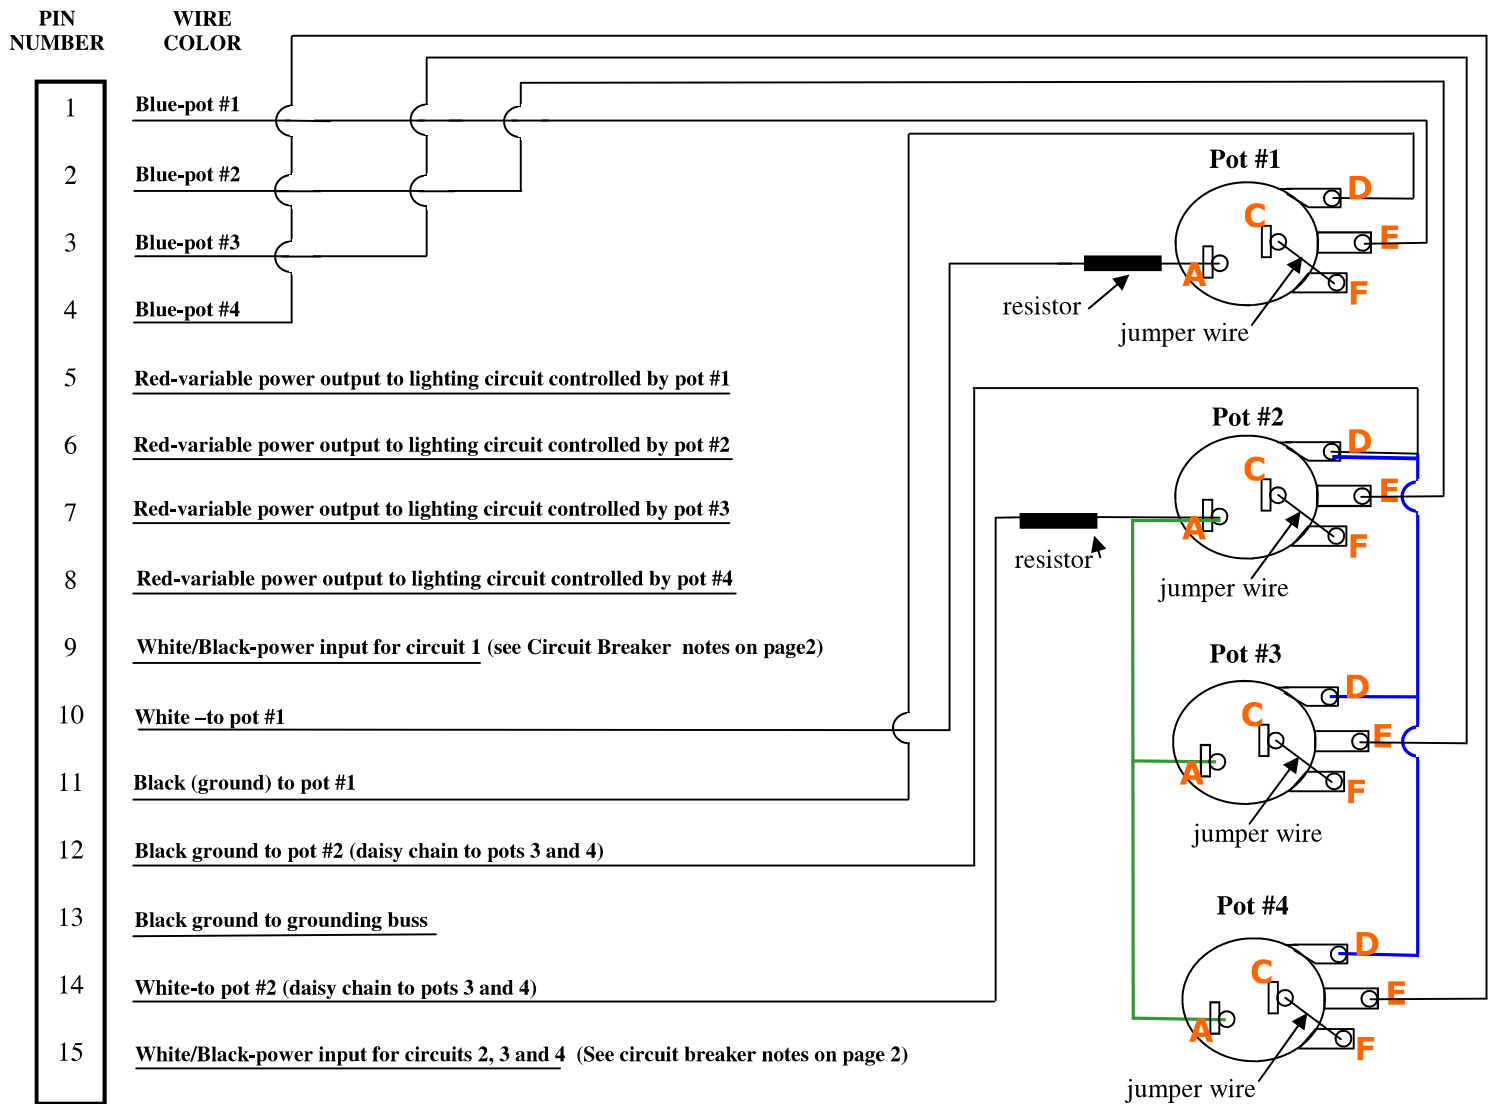 PIN NUMBER
WIRE COLOR
1 Blue-pot #1
2 Blue-pot #2
3 Blue-pot #3
4 Blue-pot #4
5 Red-variable power output to lighting circuit controlled by pot #1
6 Red-variable power output to lighting circuit controlled by pot #2
7 Red-variable power output to lighting circuit controlled by pot #3
8 Red-variable power output to lighting circuit controlled by pot #4
9 White/Black-power input for circuit 1 (see Circuit Breaker notes on page2)
10 White –to pot #1
11 Black (ground) to pot #1
12 Black ground to pot #2 (daisy chain to pots 3 and 4)
13 Black ground to grounding buss
14 White-to pot #2 (daisy chain to pots 3 and 4)
15 White/Black-power input for circuits 2, 3 and 4 (See circuit breaker notes on page 2)
Pot #1
D
C
E
A
F
resistor
jumper wire
Pot #2
D
C
E
A
F
resistor
jumper wire
Pot #3
D
C
E
A
F
jumper wire
Pot #4
D
C
E
A
F
jumper wire